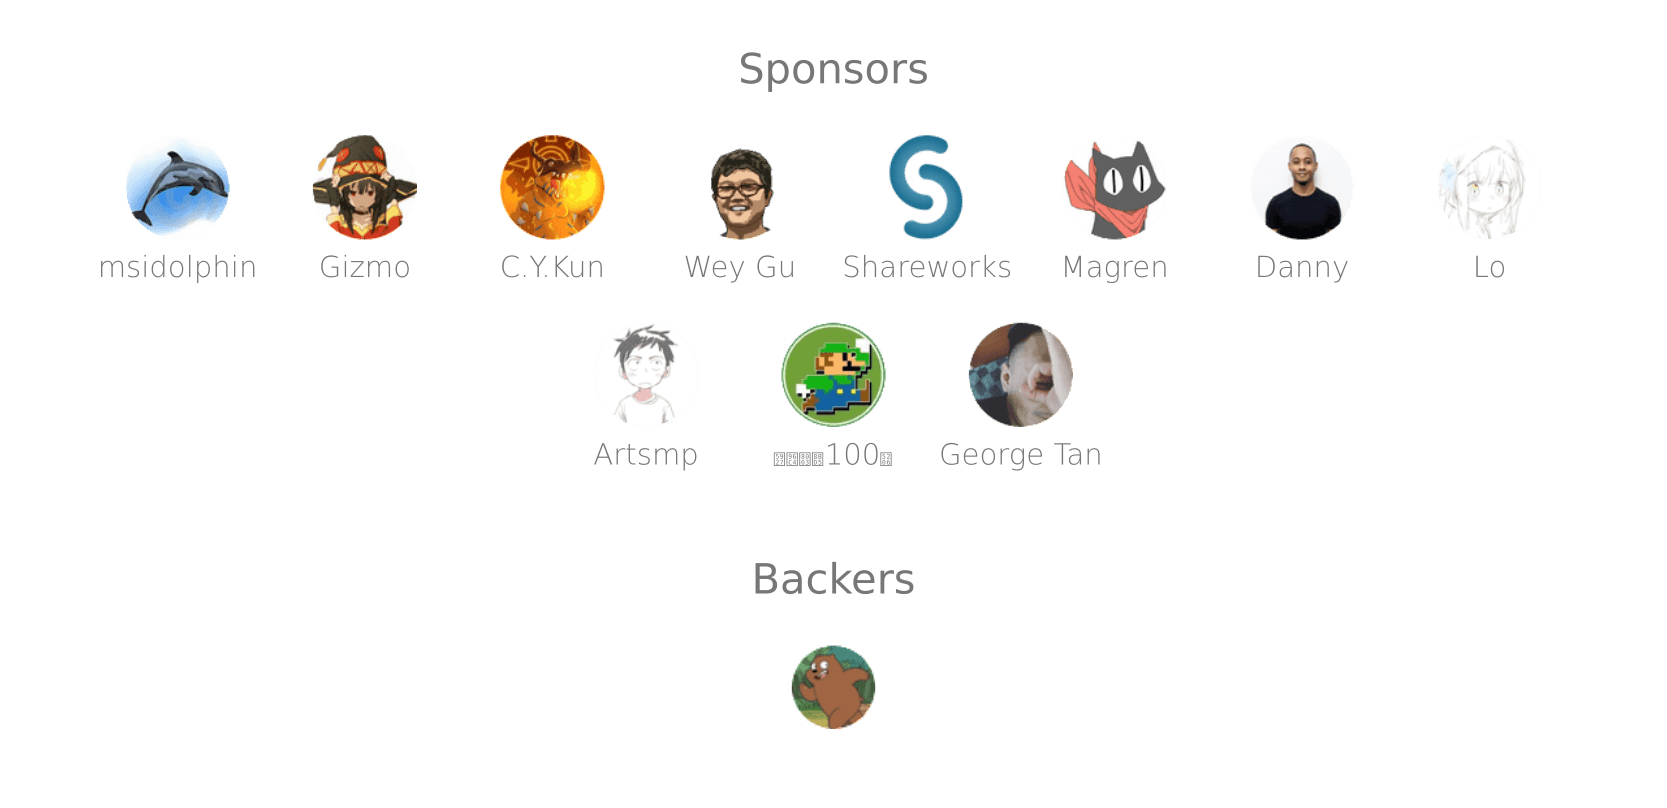 Sponsors
msidolphin Gizmo C.Y.Kun Wey Gu Shareworks Magren Danny Lo
Artsmp 100 George Tan
Backers